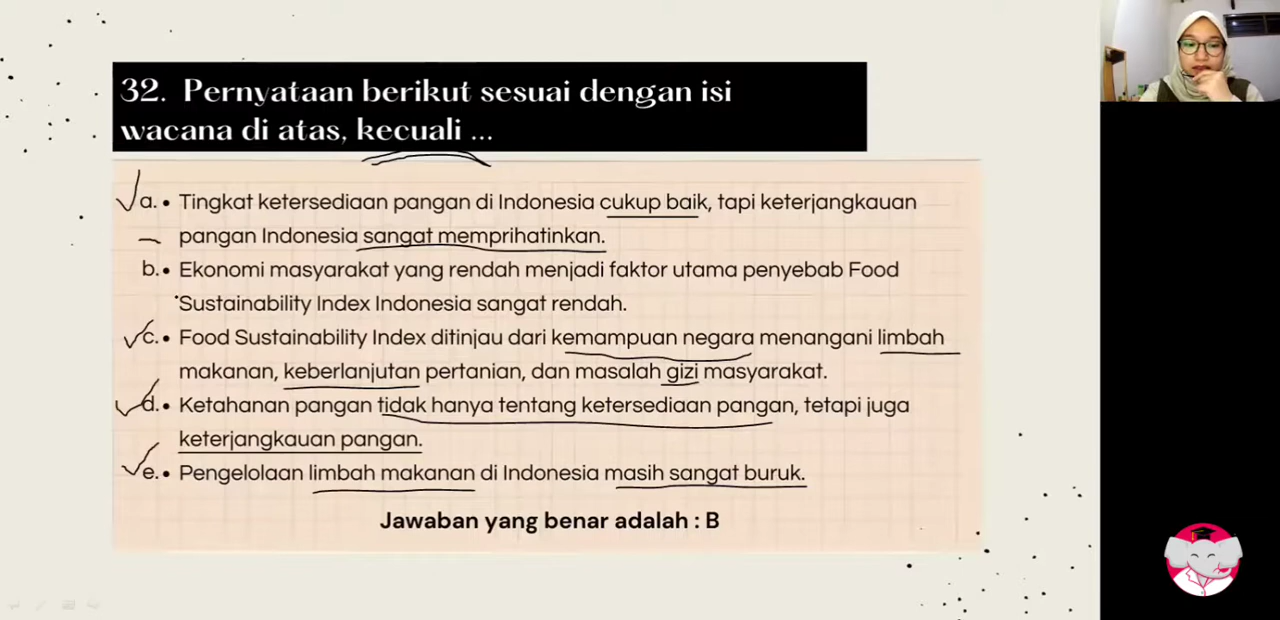 32. Pernyataan berikut sesuai dengan isi
wacana di atas, kecuali ...
a. • Tingkat ketersediaan pangan di Indonesia cukup baik, tapi keterjangkauan
pangan Indonesia sangat memprihatinkan.
b. • Ekonomi masyarakat yang rendah menjadi faktor utama penyebab Food
Sustainability Index Indonesia sangat rendah.
c. • Food Sustainability Index ditinjau dari kemampuan negara menangani limbah
makanan, keberlanjutan pertanian, dan masalah gizi masyarakat.
d. • Ketahanan pangan tidak hanya tentang ketersediaan pangan, tetapi juga
keterjangkauan pangan.
e. • Pengelolaan limbah makanan di Indonesia masih sangat buruk.
Jawaban yang benar adalah : B